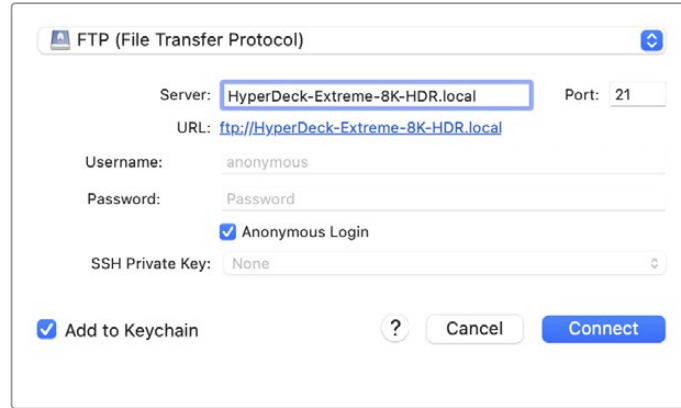 FTP (File Transfer Protocol)
Server: HyperDeck-Extreme-8K-HDR.local Port: 21
URL: ftp://HyperDeck-Extreme-8K-HDR.local
Username: anonymous
Password: Password
Anonymous Login
SSH Private Key: None
Add to Keychain ? Cancel Connect